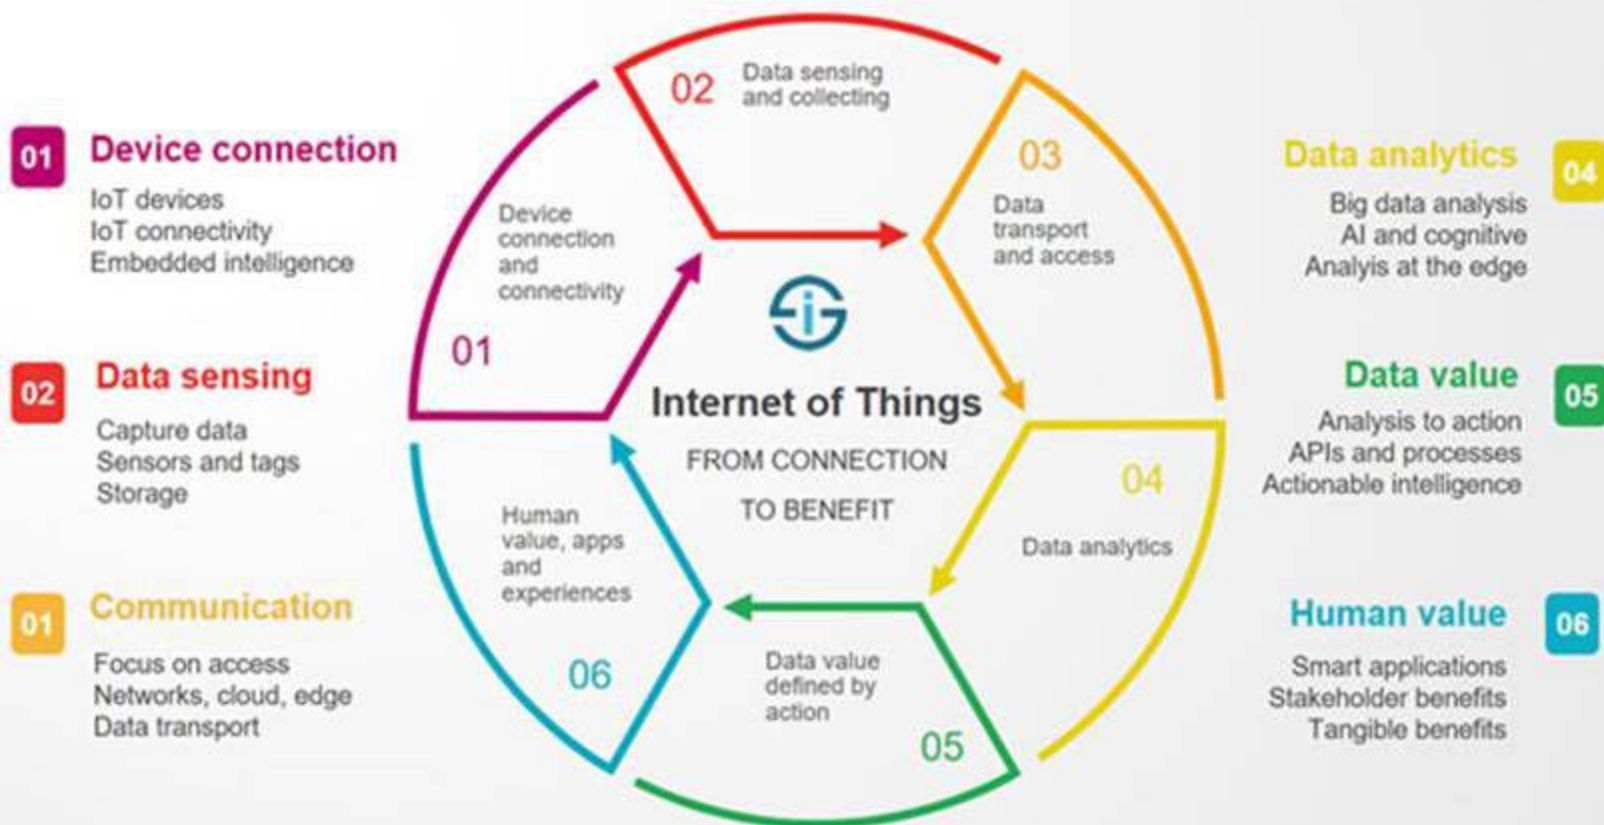 01
Device connection
IoT devices
IoT connectivity
Embedded intelligence
02
Data sensing
Capture data
Sensors and tags
Storage
01
Communication
Focus on access
Networks, cloud, edge
Data transport
02
Data sensing
and collecting
03
Data
transport
and access
Device
connection
and
connectivity
01
Internet of Things
FROM CONNECTION
TO BENEFIT
04
Data analytics
Human
value, apps
and
experiences
06
Data value
defined by
action
05
Data analytics
04
Big data analysis
AI and cognitive
Analyis at the edge
Data value
05
Analysis to action
APIs and processes
Actionable intelligence
Human value
06
Smart applications
Stakeholder benefits
Tangible benefits